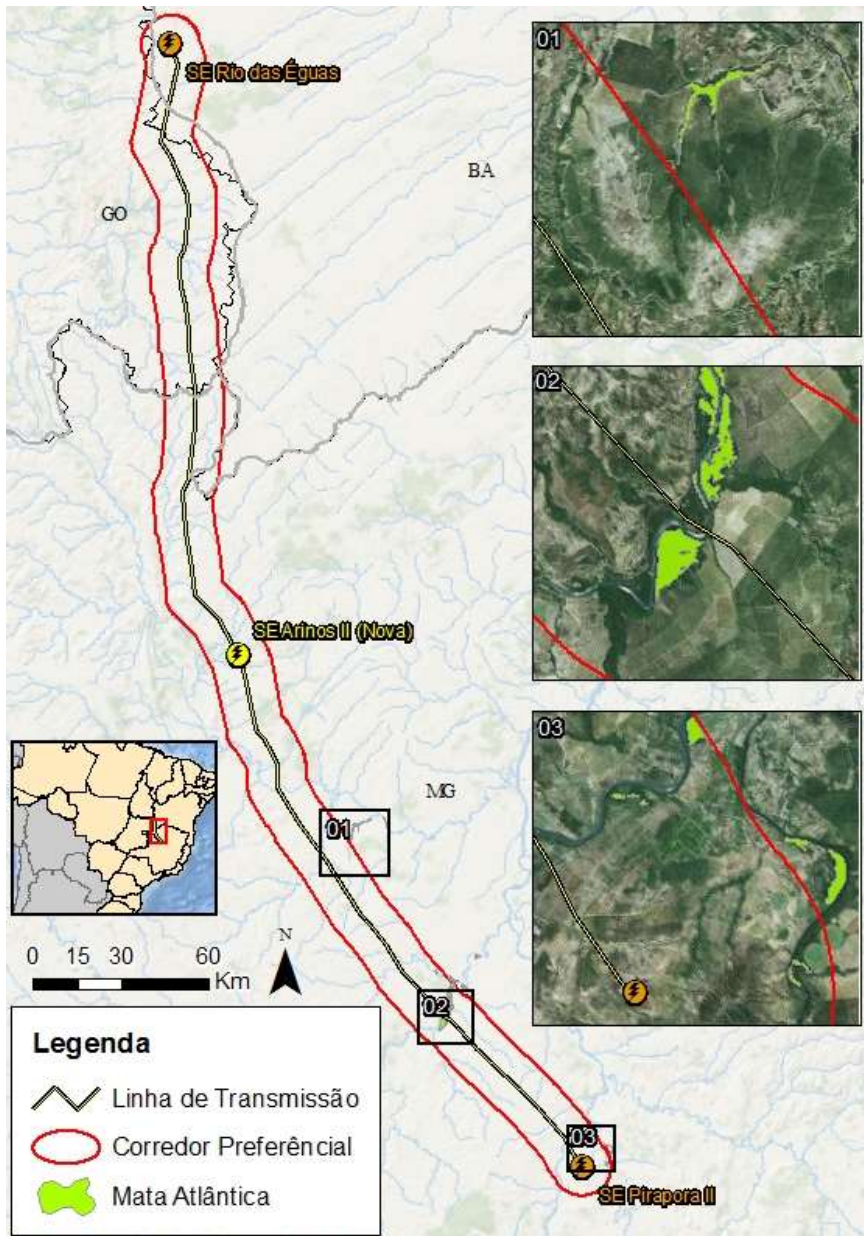 SE Rio das Éguas
GO
BA
SE Arinos II (Nova)
MG
01
02
03
SE Pirapora II
N
0 15 30 60
Km
Legenda
Linha de Transmissão
Corredor Preferêncial
Mata Atlântica
01
02
03